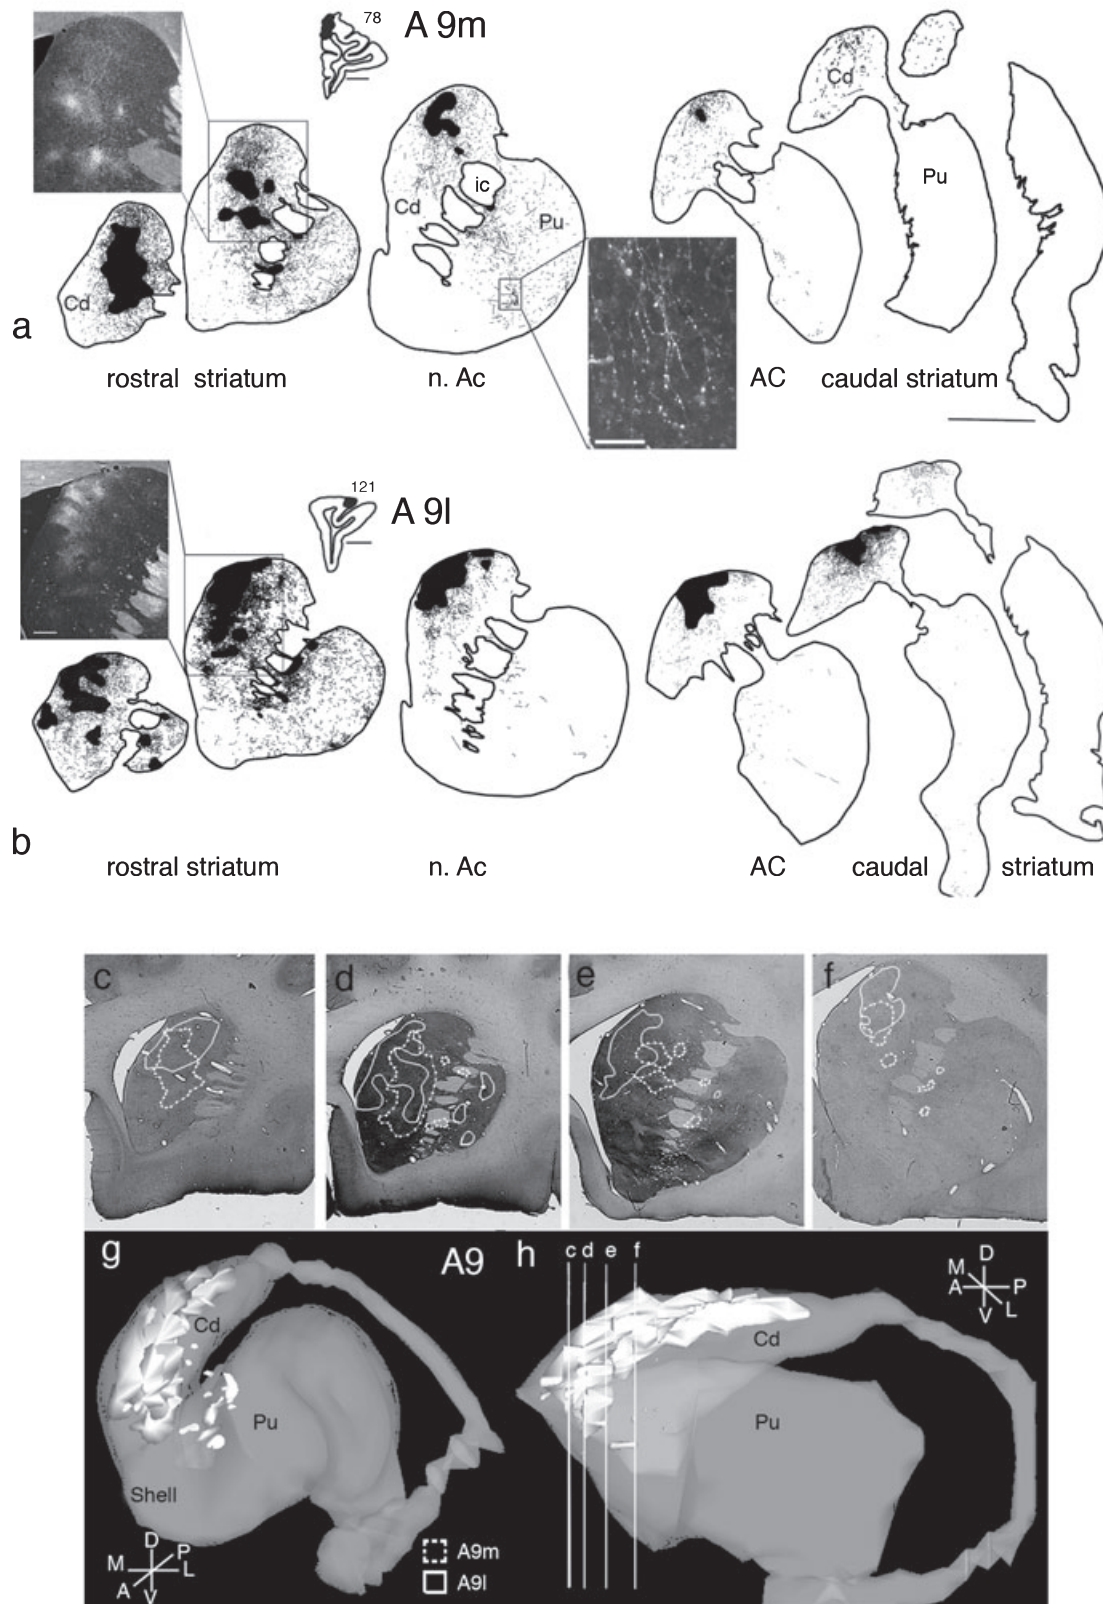 78
A 9m
Cd
ic
Cd
Pu
Cd
Pu
a
rostral striatum
n. Ac
AC
caudal striatum
121
A 9l
b
rostral striatum
n. Ac
AC
caudal
striatum
c
d
e
f
g
A9
Cd
Pu
Shell
D
P
M
L
A
V
A9m
A9l
h
c d e f
Cd
Pu
D
M
A
P
L
V